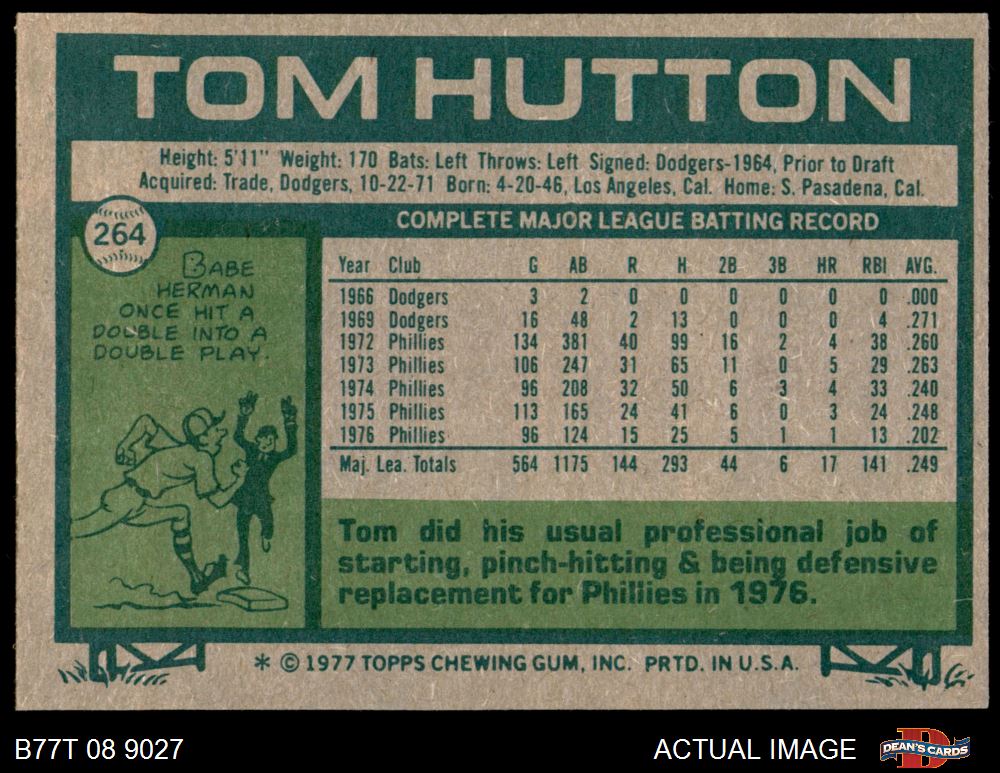 TOM HUTTON
Height: 5'11" Weight: 170 Bats: Left Throws: Left Signed: Dodgers-1964, Prior to Draft
Acquired: Trade, Dodgers, 10-22-71 Born: 4-20-46, Los Angeles, Cal. Home: S. Pasadena, Cal.
264
COMPLETE MAJOR LEAGUE BATTING RECORD
BABE
HERMAN
ONCE HIT A
DOUBLE INTO A
DOUBLE PLAY.
Year Club G AB R H 2B 3B HR RBI AVG.
1966 Dodgers 3 2 0 0 0 0 0 0 .000
1969 Dodgers 16 48 2 13 0 0 0 4 .271
1972 Phillies 134 381 40 99 16 2 4 38 .260
1973 Phillies 106 247 31 65 11 0 5 29 .263
1974 Phillies 96 208 32 50 6 3 4 33 .240
1975 Phillies 113 165 24 41 6 0 3 24 .248
1976 Phillies 96 124 15 25 5 1 1 13 .202
Maj. Lea. Totals 564 1175 144 293 44 6 17 141 .249
Tom did his usual professional job of
starting, pinch-hitting & being defensive
replacement for Phillies in 1976.
* © 1977 TOPPS CHEWING GUM, INC. PRTD. IN U.S.A.
B77T 08 9027
ACTUAL IMAGE
DEAN'S CARDS